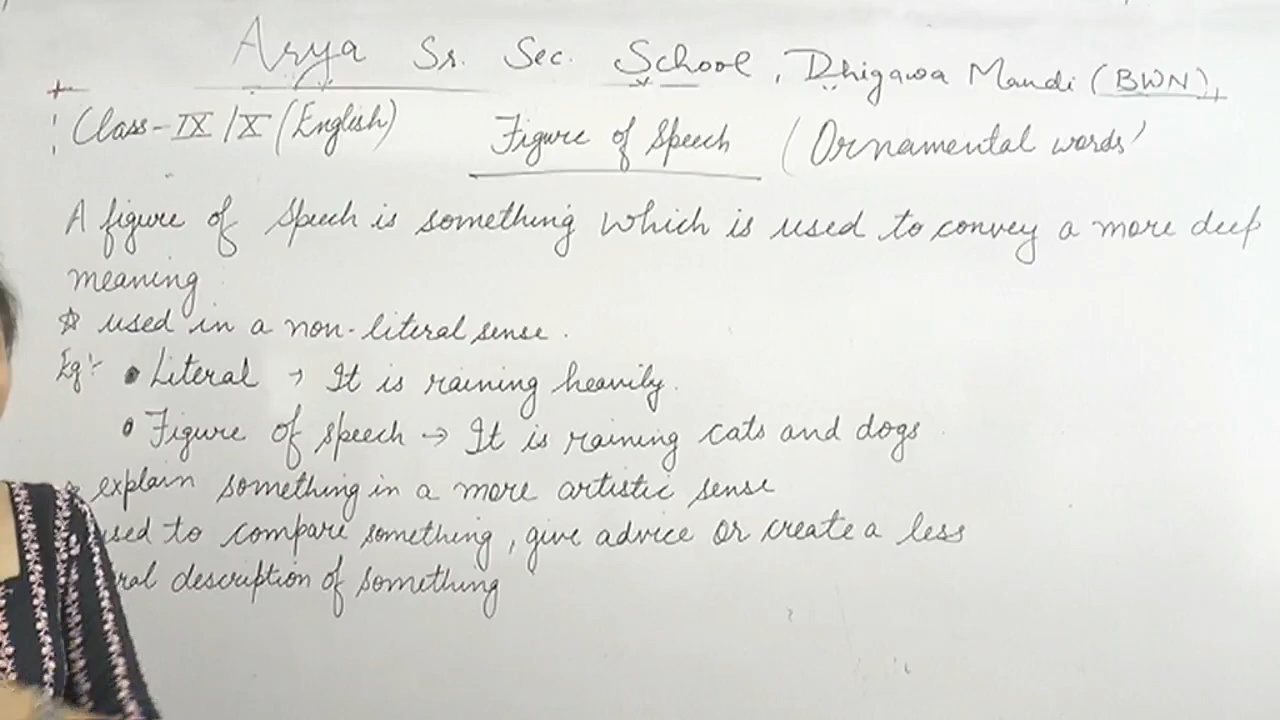 Arya Sr. Sec. School, Dhigawa Mandi (BWN)
Class-IX/X (English) Figure of Speech (Ornamental words)
A figure of speech is something which is used to convey a more deep
meaning
☆ used in a non-literal sense.
Eg:- • Literal → It is raining heavily.
• Figure of speech → It is raining cats and dogs
explain something in a more artistic sense
sed to compare something, give advice or create a less
ral description of something